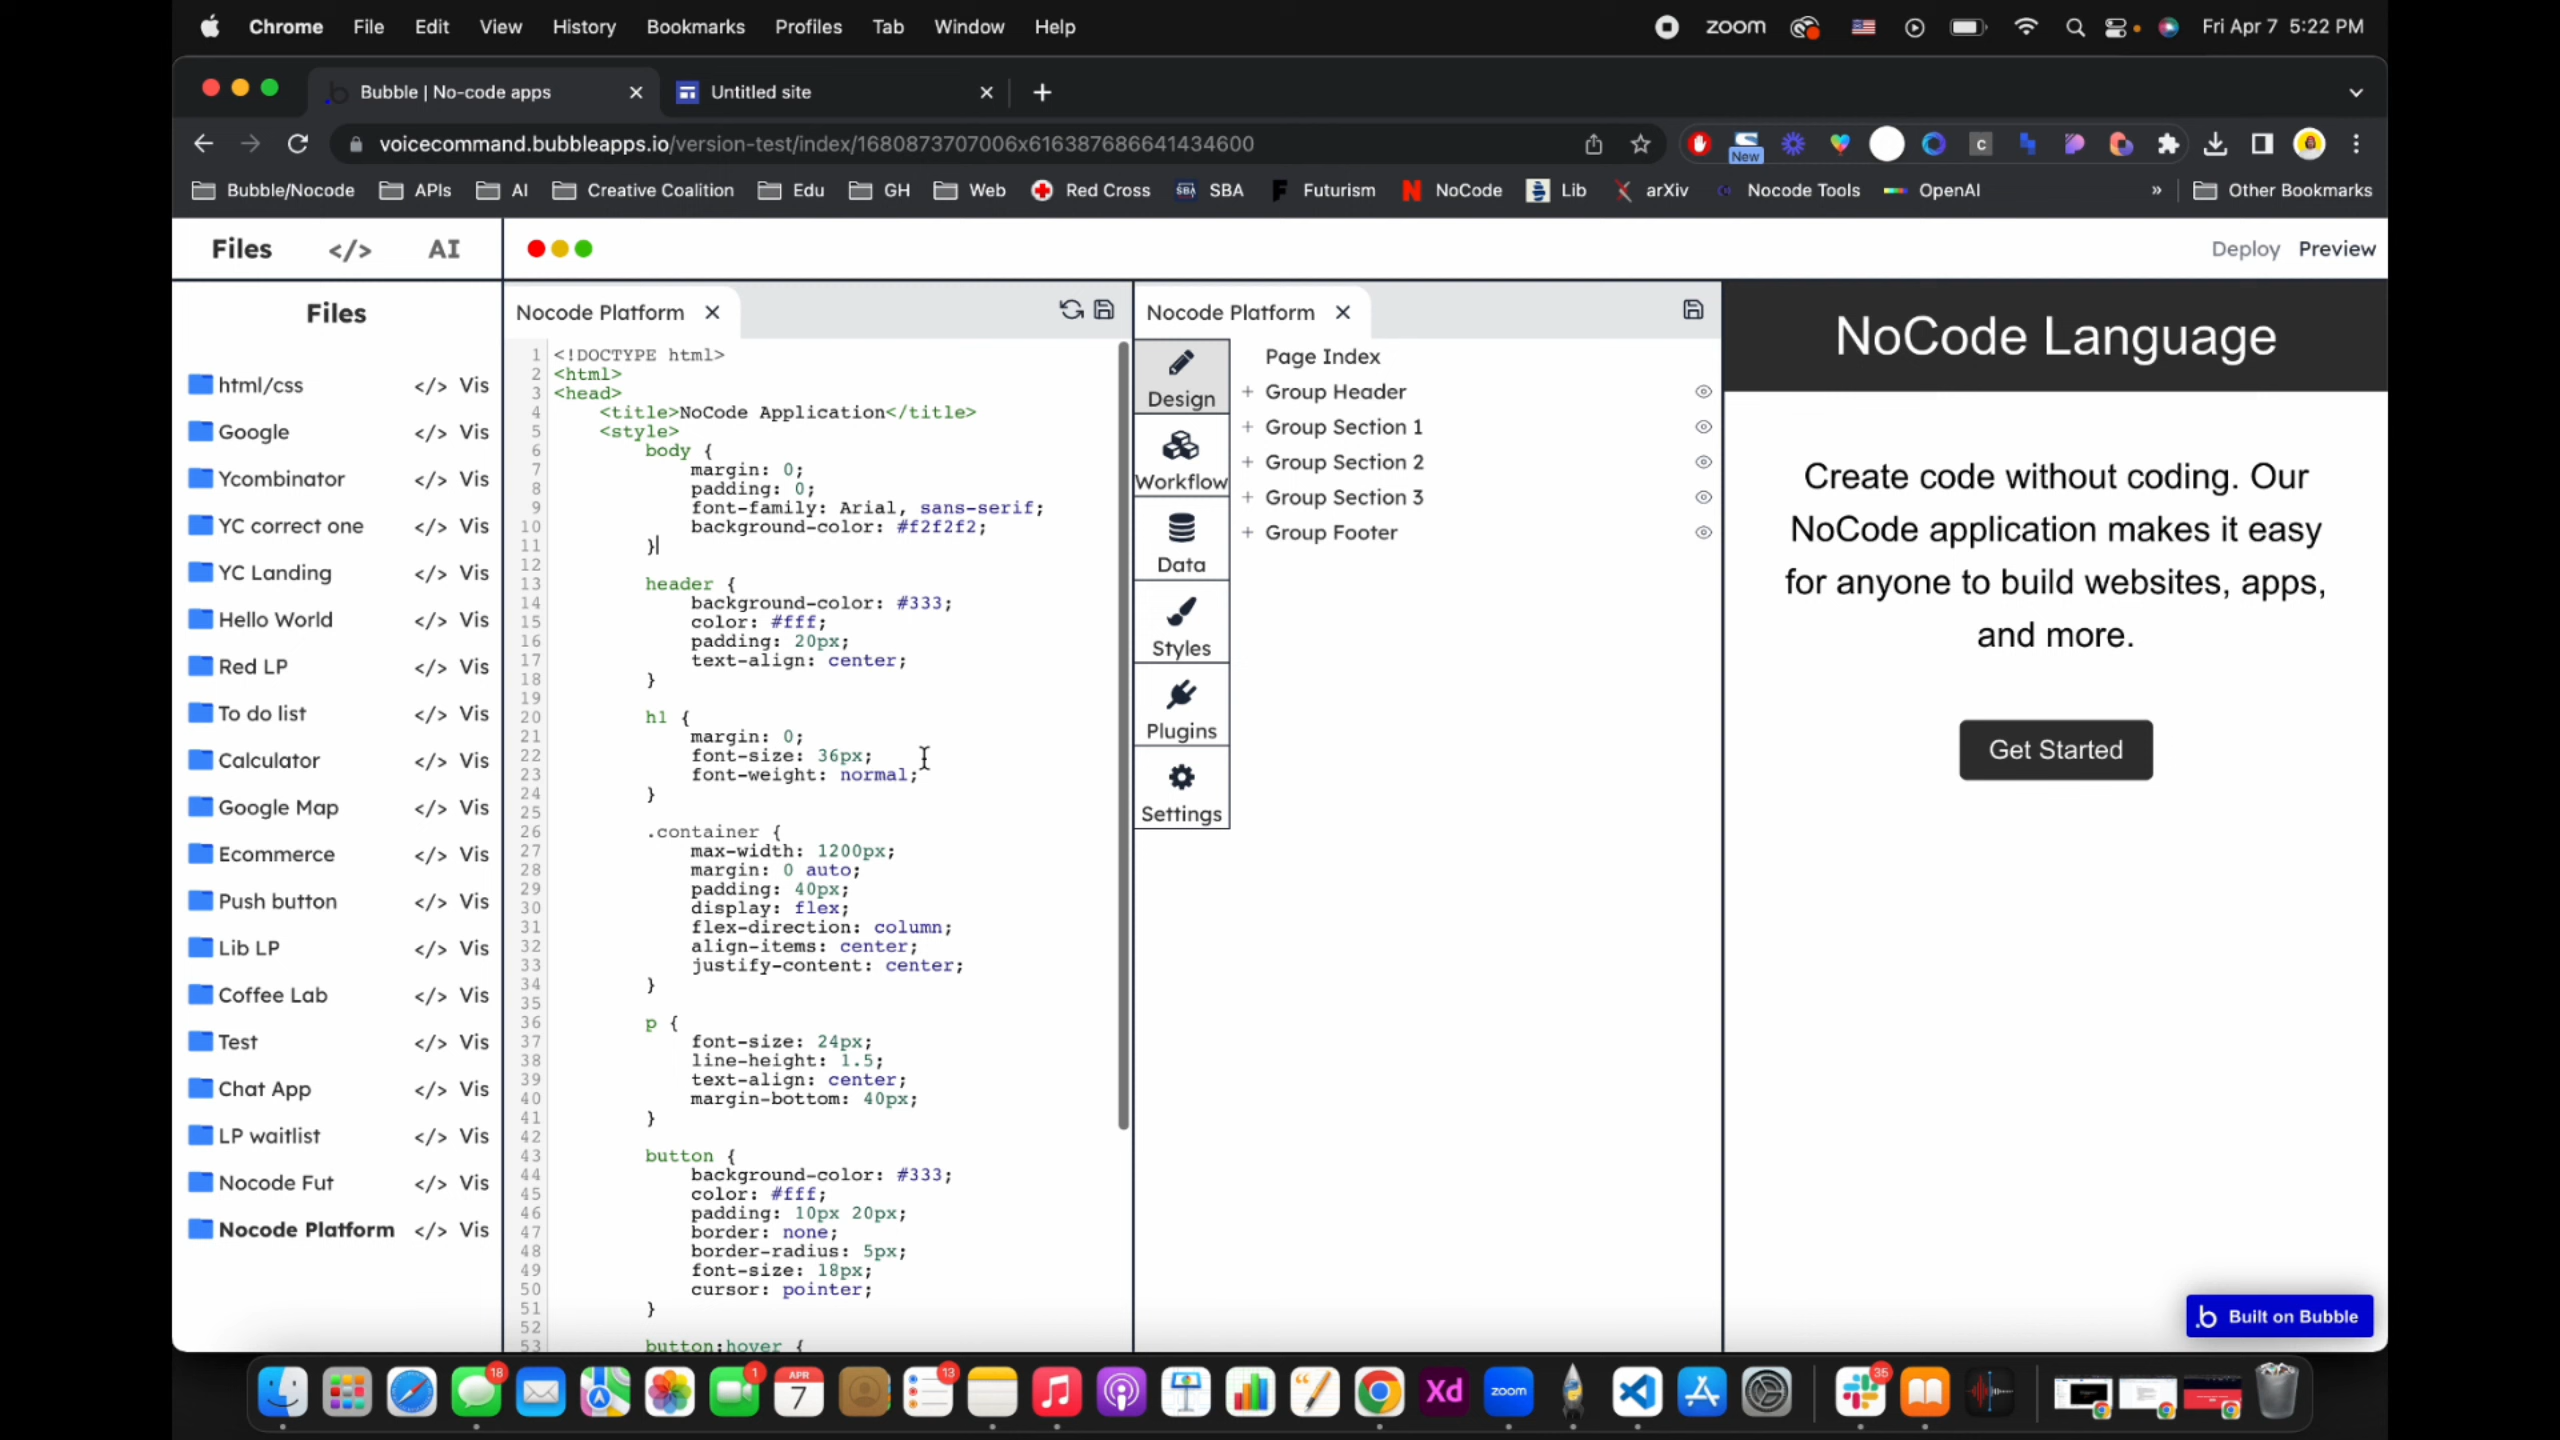 Chrome File Edit View History Bookmarks Profiles Tab Window Help
zoom Fri Apr 7 5:22 PM
Bubble | No-code apps
Untitled site
voicecommand.bubbleapps.io/version-test/index/1680873707006x616387686641434600
New
Bubble/Nocode APIs AI Creative Coalition Edu GH Web Red Cross SBA Futurism NoCode Lib arXiv Nocode Tools OpenAI » Other Bookmarks
Files </> AI
Deploy Preview
Files
html/css </> Vis
Google </> Vis
Ycombinator </> Vis
YC correct one </> Vis
YC Landing </> Vis
Hello World </> Vis
Red LP </> Vis
To do list </> Vis
Calculator </> Vis
Google Map </> Vis
Ecommerce </> Vis
Push button </> Vis
Lib LP </> Vis
Coffee Lab </> Vis
Test </> Vis
Chat App </> Vis
LP waitlist </> Vis
Nocode Fut </> Vis
Nocode Platform </> Vis
Nocode Platform
1 <!DOCTYPE html>
2 <html>
3 <head>
4 <title>NoCode Application</title>
5 <style>
6 body {
7 margin: 0;
8 padding: 0;
9 font-family: Arial, sans-serif;
10 background-color: #f2f2f2;
11 }
12
13 header {
14 background-color: #333;
15 color: #fff;
16 padding: 20px;
17 text-align: center;
18 }
19
20 h1 {
21 margin: 0;
22 font-size: 36px;
23 font-weight: normal;
24 }
25
26 .container {
27 max-width: 1200px;
28 margin: 0 auto;
29 padding: 40px;
30 display: flex;
31 flex-direction: column;
32 align-items: center;
33 justify-content: center;
34 }
35
36 p {
37 font-size: 24px;
38 line-height: 1.5;
39 text-align: center;
40 margin-bottom: 40px;
41 }
42
43 button {
44 background-color: #333;
45 color: #fff;
46 padding: 10px 20px;
47 border: none;
48 border-radius: 5px;
49 font-size: 18px;
50 cursor: pointer;
51 }
52
53 button:hover {
Nocode Platform
Design
Workflow
Data
Styles
Plugins
Settings
Page Index
+ Group Header
+ Group Section 1
+ Group Section 2
+ Group Section 3
+ Group Footer
NoCode Language
Create code without coding. Our
NoCode application makes it easy
for anyone to build websites, apps,
and more.
Get Started
b Built on Bubble
18
1
APR
7
13
Xd
zoom
35